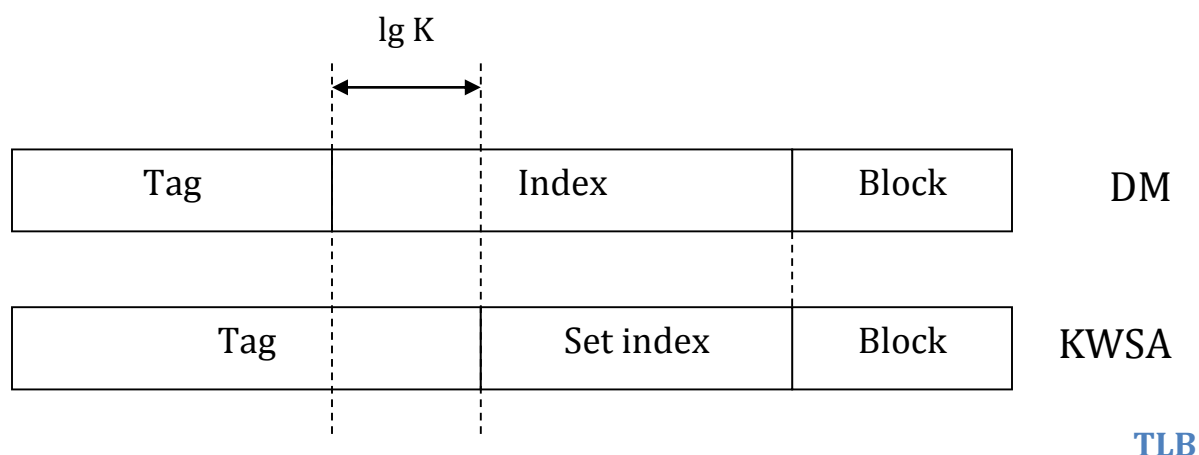 lg K
Tag Index Block DM
Tag Set index Block KWSA
TLB